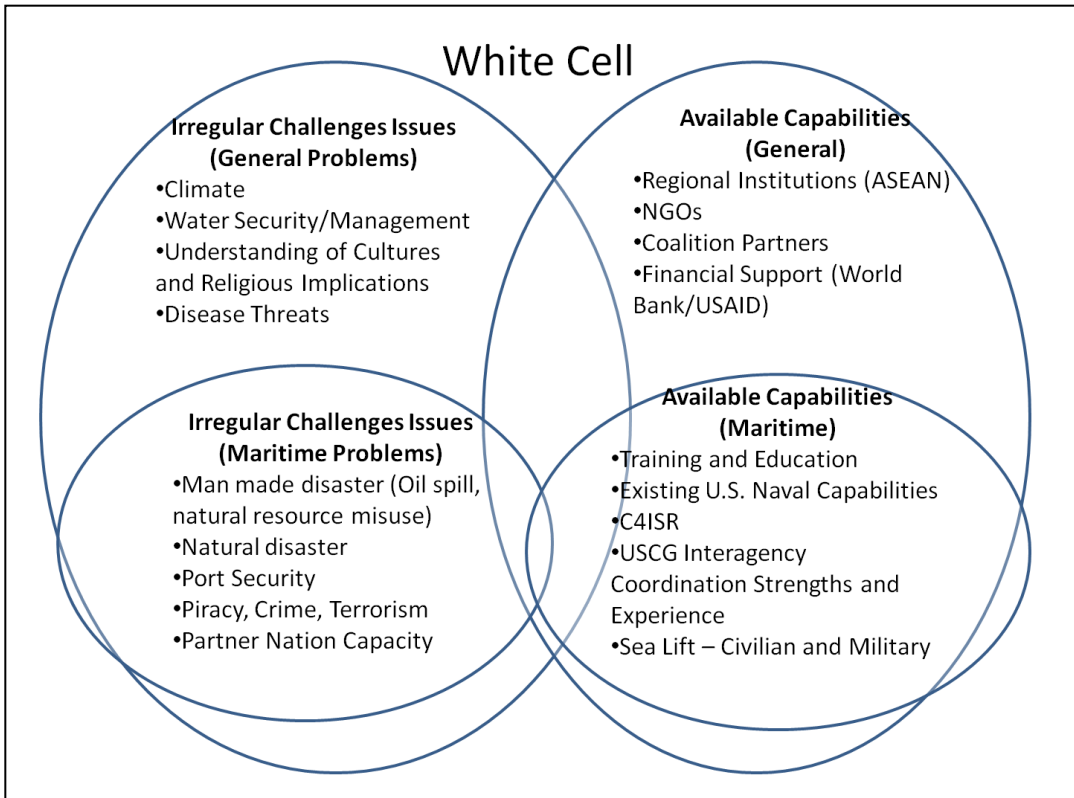 White Cell
Irregular Challenges Issues
(General Problems)
•Climate
•Water Security/Management
•Understanding of Cultures
and Religious Implications
•Disease Threats
Available Capabilities
(General)
•Regional Institutions (ASEAN)
•NGOs
•Coalition Partners
•Financial Support (World
Bank/USAID)
Irregular Challenges Issues
(Maritime Problems)
•Man made disaster (Oil spill,
natural resource misuse)
•Natural disaster
•Port Security
•Piracy, Crime, Terrorism
•Partner Nation Capacity
Available Capabilities
(Maritime)
•Training and Education
•Existing U.S. Naval Capabilities
•C4ISR
•USCG Interagency
Coordination Strengths and
Experience
•Sea Lift – Civilian and Military